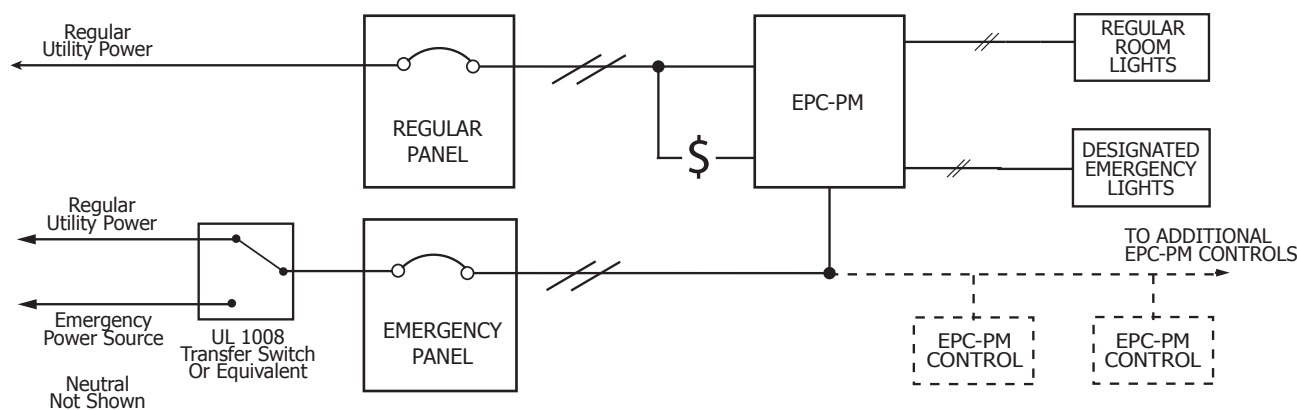 Regular
Utility Power
REGULAR
PANEL
$
EPC-PM
REGULAR
ROOM
LIGHTS
DESIGNATED
EMERGENCY
LIGHTS
Regular
Utility Power
Emergency
Power Source
Neutral
Not Shown
UL 1008
Transfer Switch
Or Equivalent
EMERGENCY
PANEL
TO ADDITIONAL
EPC-PM CONTROLS
EPC-PM
CONTROL
EPC-PM
CONTROL